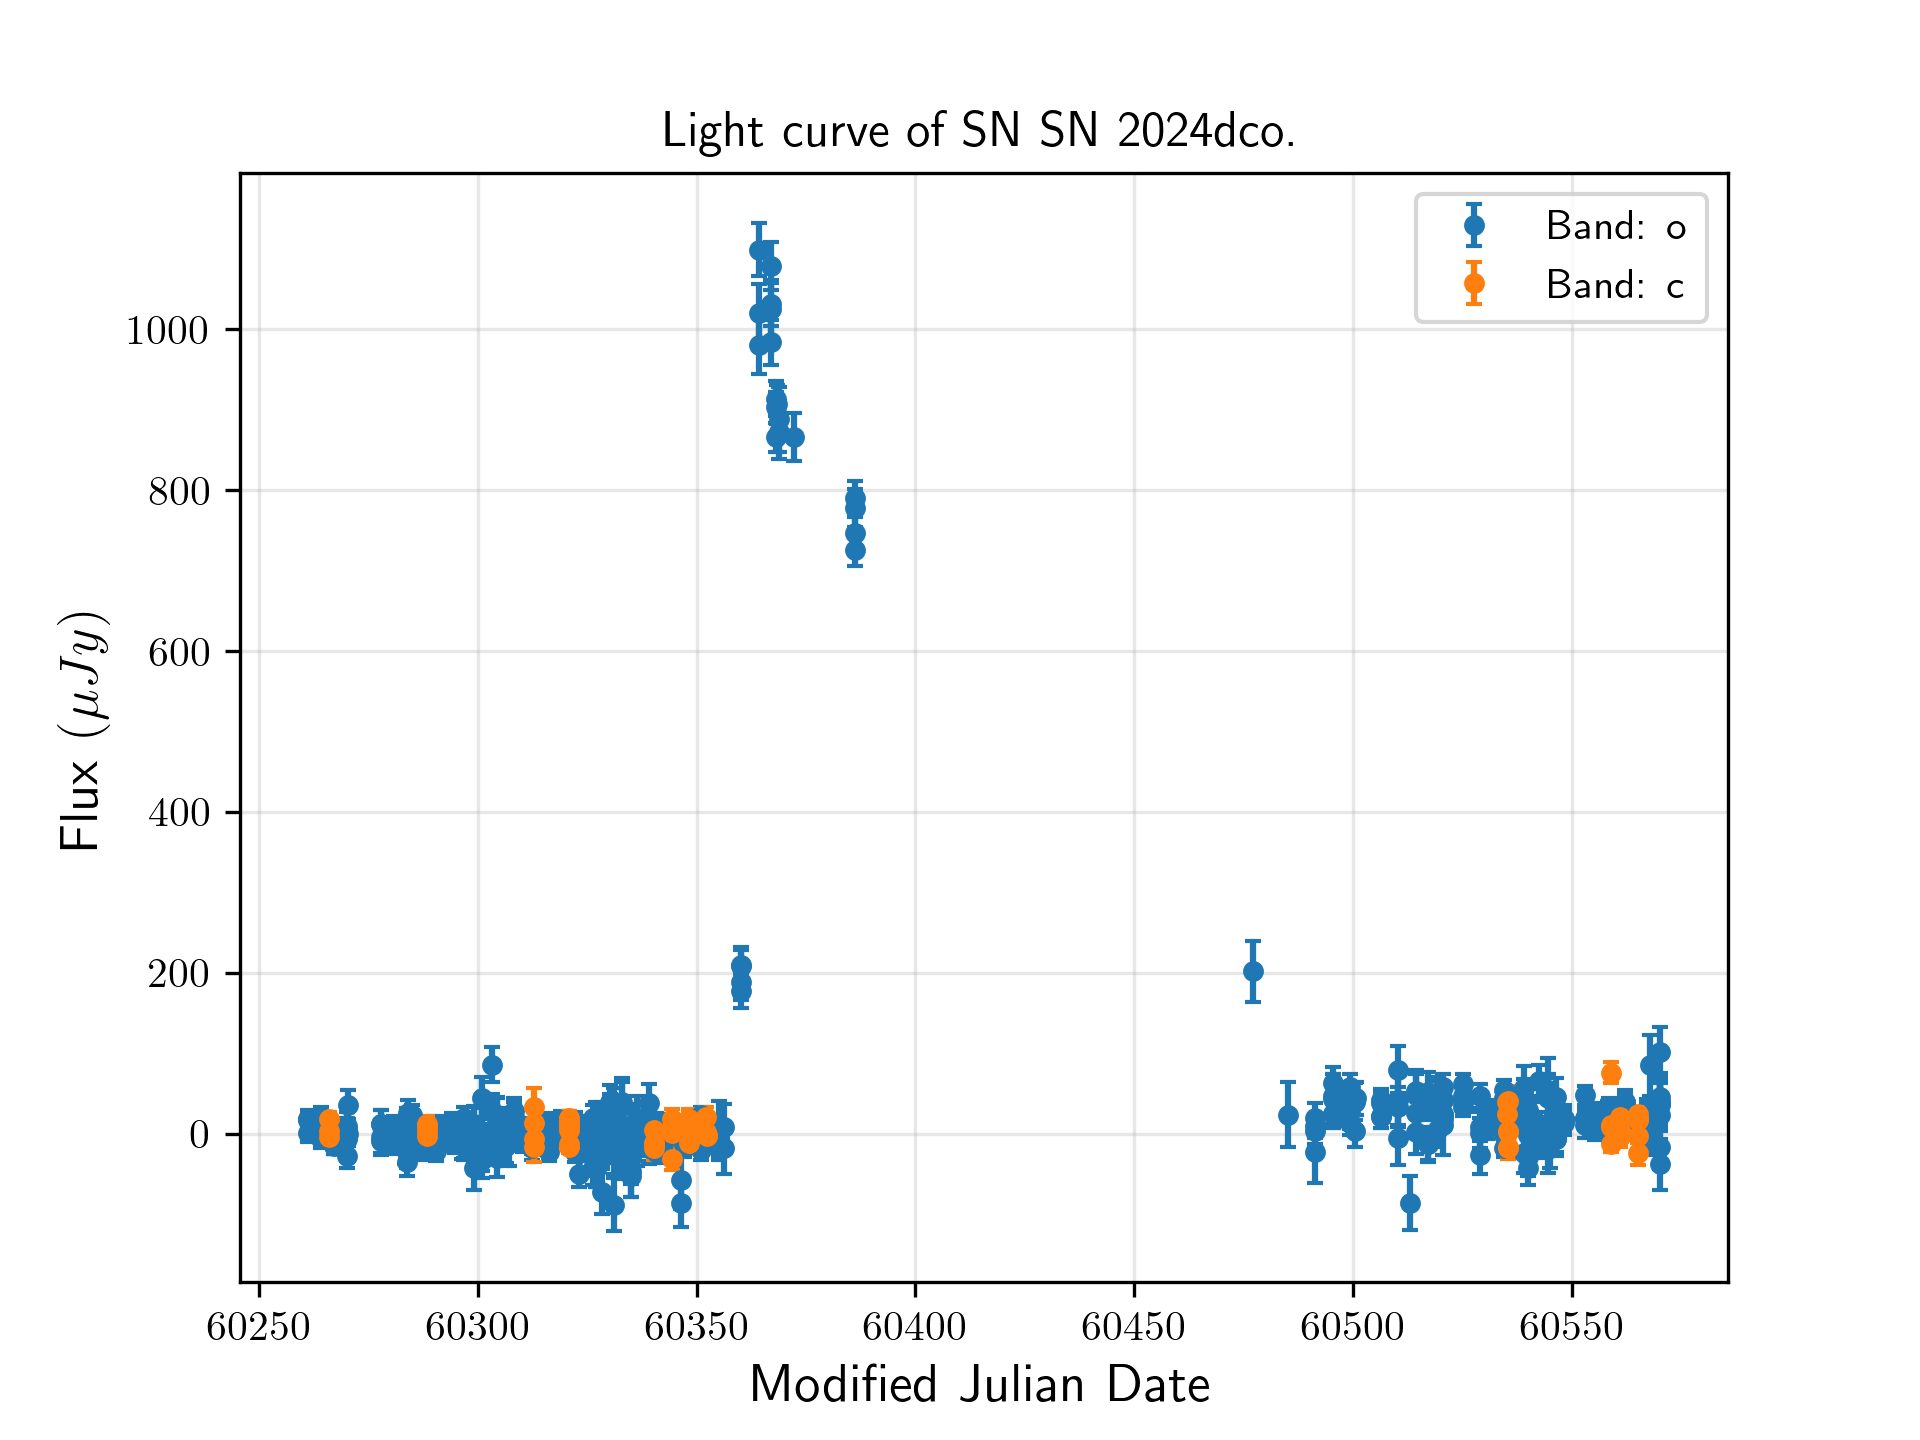 Light curve of SN SN 2024dco.
Band: o
Band: c
1000
800
600
400
200
0
Flux (μJy)
60250 60300 60350 60400 60450 60500 60550
Modified Julian Date